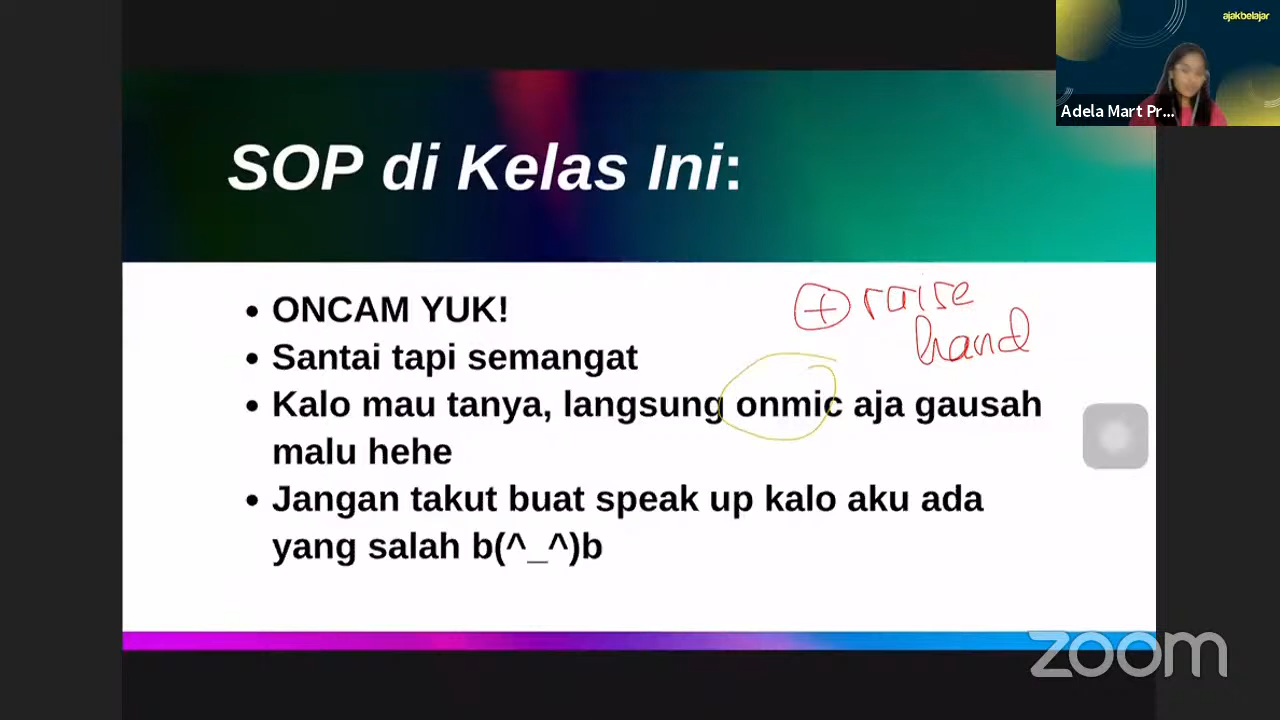 ajakbelajar
Adela Mart Pr...
SOP di Kelas Ini:
+ raise
hand
• ONCAM YUK!
• Santai tapi semangat
• Kalo mau tanya, langsung onmic aja gausah
malu hehe
• Jangan takut buat speak up kalo aku ada
yang salah b(^_^)b
zoom